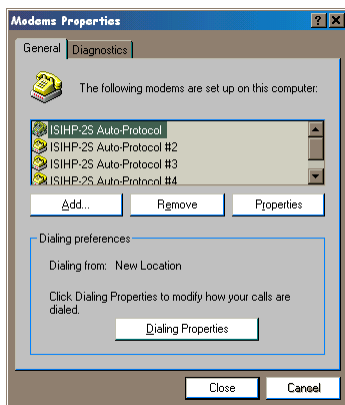 Modems Properties
General Diagnostics
The following modems are set up on this computer:
ISIHP-2S Auto-Protocol
ISIHP-2S Auto-Protocol #2
ISIHP-2S Auto-Protocol #3
ISIHP-2S Auto-Protocol #4
Add... Remove Properties
Dialing preferences
Dialing from: New Location
Click Dialing Properties to modify how your calls are
dialed.
Dialing Properties
Close Cancel